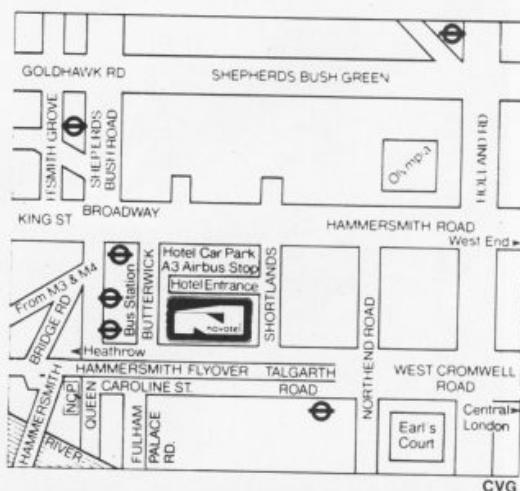 GOLDHAWK RD
SHEPHERDS BUSH GREEN
SHEPERDS
BUSH ROAD
HOLLAND RD
Olympia
KING ST
BROADWAY
HAMMERSMITH ROAD
West End
From M3 & M4
Bus Station
BUTTERWICK
Hotel Car Park
A3 Airbus Stop
Hotel Entrance
novotel
SHORTLANDS
NORTHEND ROAD
HAMMERSMITH
BRIDGE RD
Heathrow
HAMMERSMITH FLYOVER
TALGARTH
ROAD
WEST CROMWELL
ROAD
NCP
QUEEN
CAROLINE ST.
FULHAM
PALACE
RD.
Earl's
Court
Central
London
RIVER
CVG